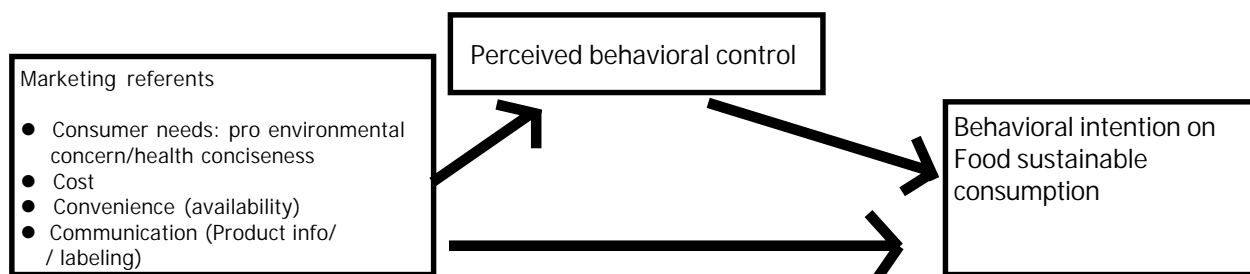 Perceived behavioral control
Marketing referents
● Consumer needs: pro environmental
concern/health conciseness
● Cost
● Convenience (availability)
● Communication (Product info/
/ labeling)
Behavioral intention on
Food sustainable
consumption